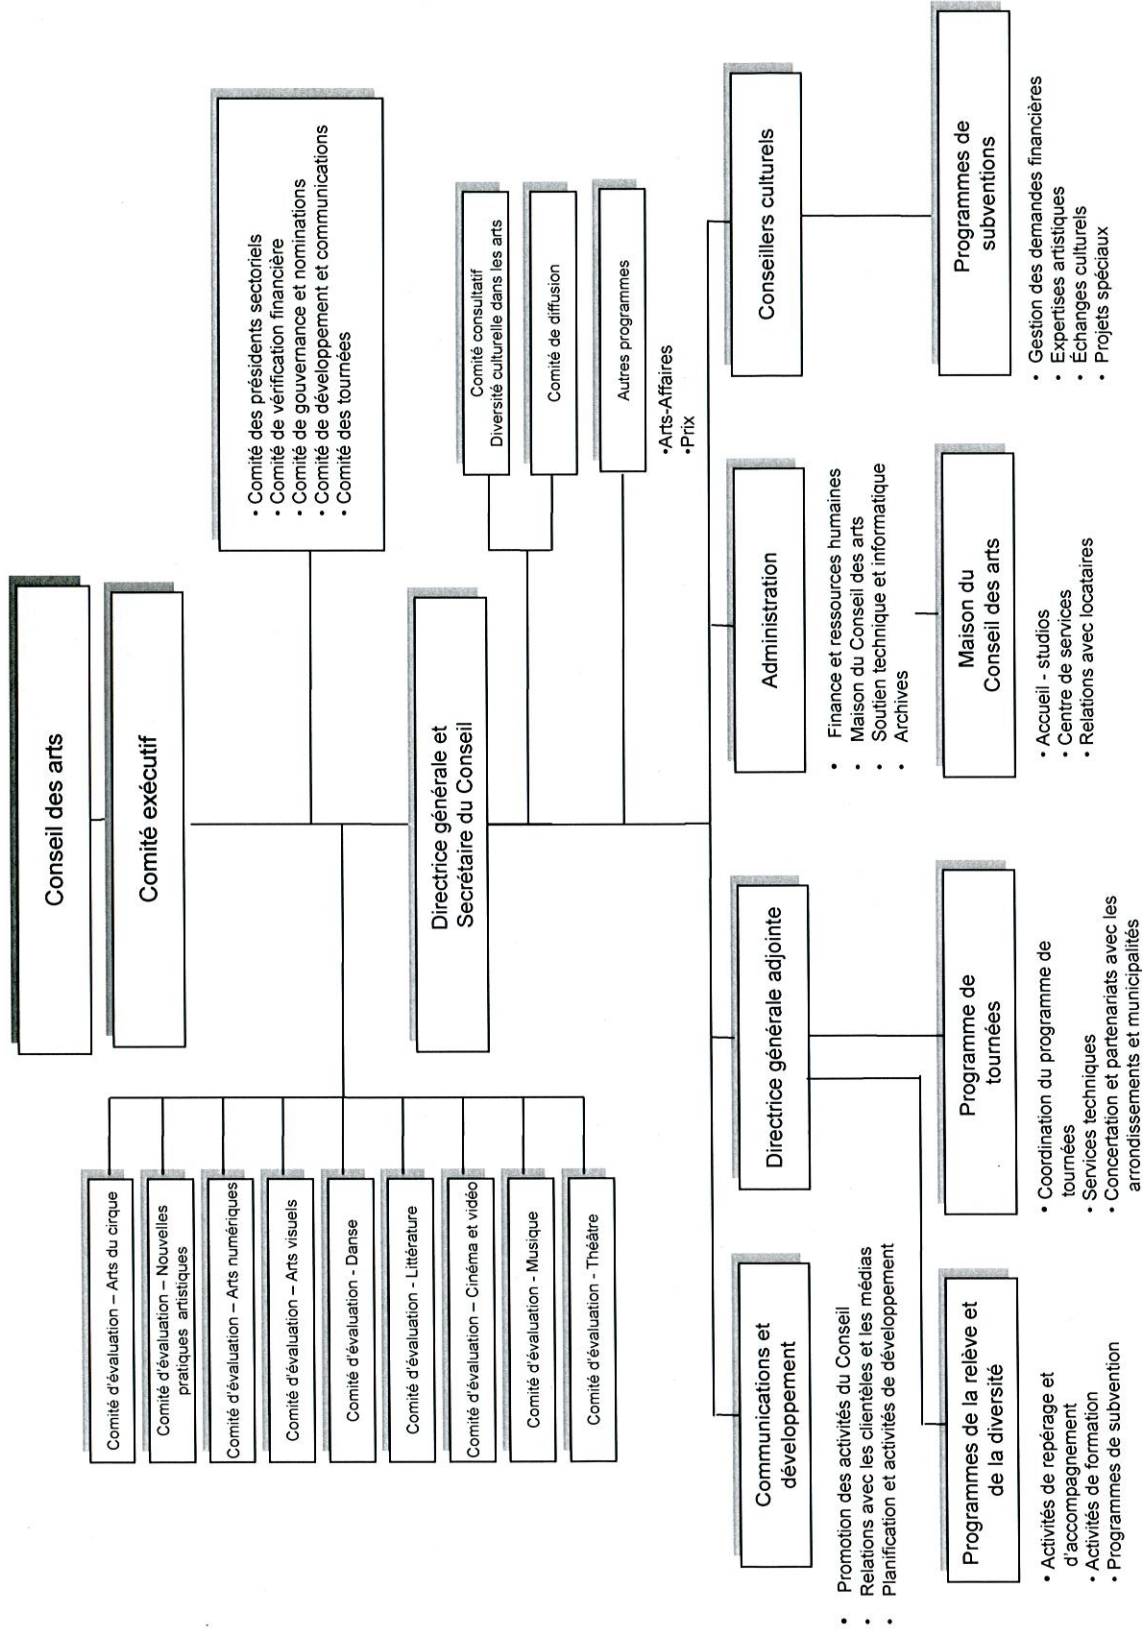 Conseil des arts
Comité exécutif
• Comité des présidents sectoriels
• Comité de vérification financière
• Comité de gouvernance et nominations
• Comité de développement et communications
• Comité des tournées
Comité d'évaluation – Arts du cirque
Comité d'évaluation – Nouvelles
pratiques artistiques
Comité d'évaluation – Arts numériques
Comité d'évaluation – Arts visuels
Comité d'évaluation - Danse
Comité d'évaluation - Littérature
Comité d'évaluation – Cinéma et vidéo
Comité d'évaluation - Musique
Comité d'évaluation - Théâtre
Directrice générale et
Secrétaire du Conseil
Comité consultatif
Diversité culturelle dans les arts
Comité de diffusion
Autres programmes
•Arts-Affaires
•Prix
Communications et
développement
• Promotion des activités du Conseil
• Relations avec les clientèles et les médias
• Planification et activités de développement
Directrice générale adjointe
Administration
• Finance et ressources humaines
• Maison du Conseil des arts
• Soutien technique et informatique
• Archives
Conseillers culturels
Programmes de la relève et
de la diversité
• Activités de repérage et
d'accompagnement
• Activités de formation
• Programmes de subvention
Programme de
tournées
• Coordination du programme de
tournées
• Services techniques
• Concertation et partenariats avec les
arrondissements et municipalités
Maison du
Conseil des arts
• Accueil - studios
• Centre de services
• Relations avec locataires
Programmes de
subventions
• Gestion des demandes financières
• Expertises artistiques
• Échanges culturels
• Projets spéciaux